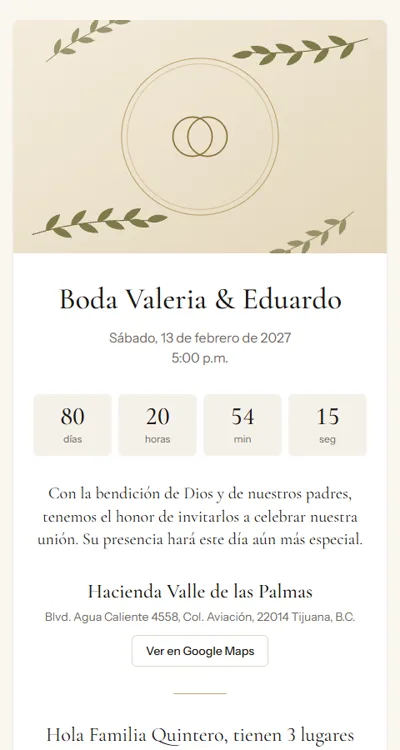 Boda Valeria & Eduardo
Sábado, 13 de febrero de 2027
5:00 p.m.
80 20 54 15
días horas min seg
Con la bendición de Dios y de nuestros padres,
tenemos el honor de invitarlos a celebrar nuestra
unión. Su presencia hará este día aún más especial.
Hacienda Valle de las Palmas
Blvd. Agua Caliente 4558, Col. Aviación, 22014 Tijuana, B.C.
Ver en Google Maps
Hola Familia Quintero, tienen 3 lugares